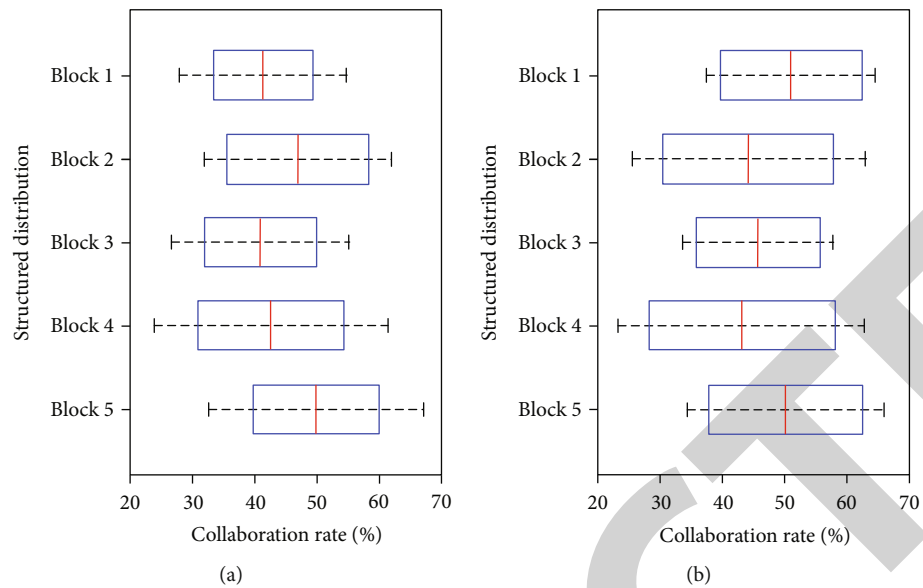 Structured distribution
Block 1
Block 2
Block 3
Block 4
Block 5
20 30 40 50 60 70
Collaboration rate (%)
(a)
Structured distribution
Block 1
Block 2
Block 3
Block 4
Block 5
20 30 40 50 60 70
Collaboration rate (%)
(b)